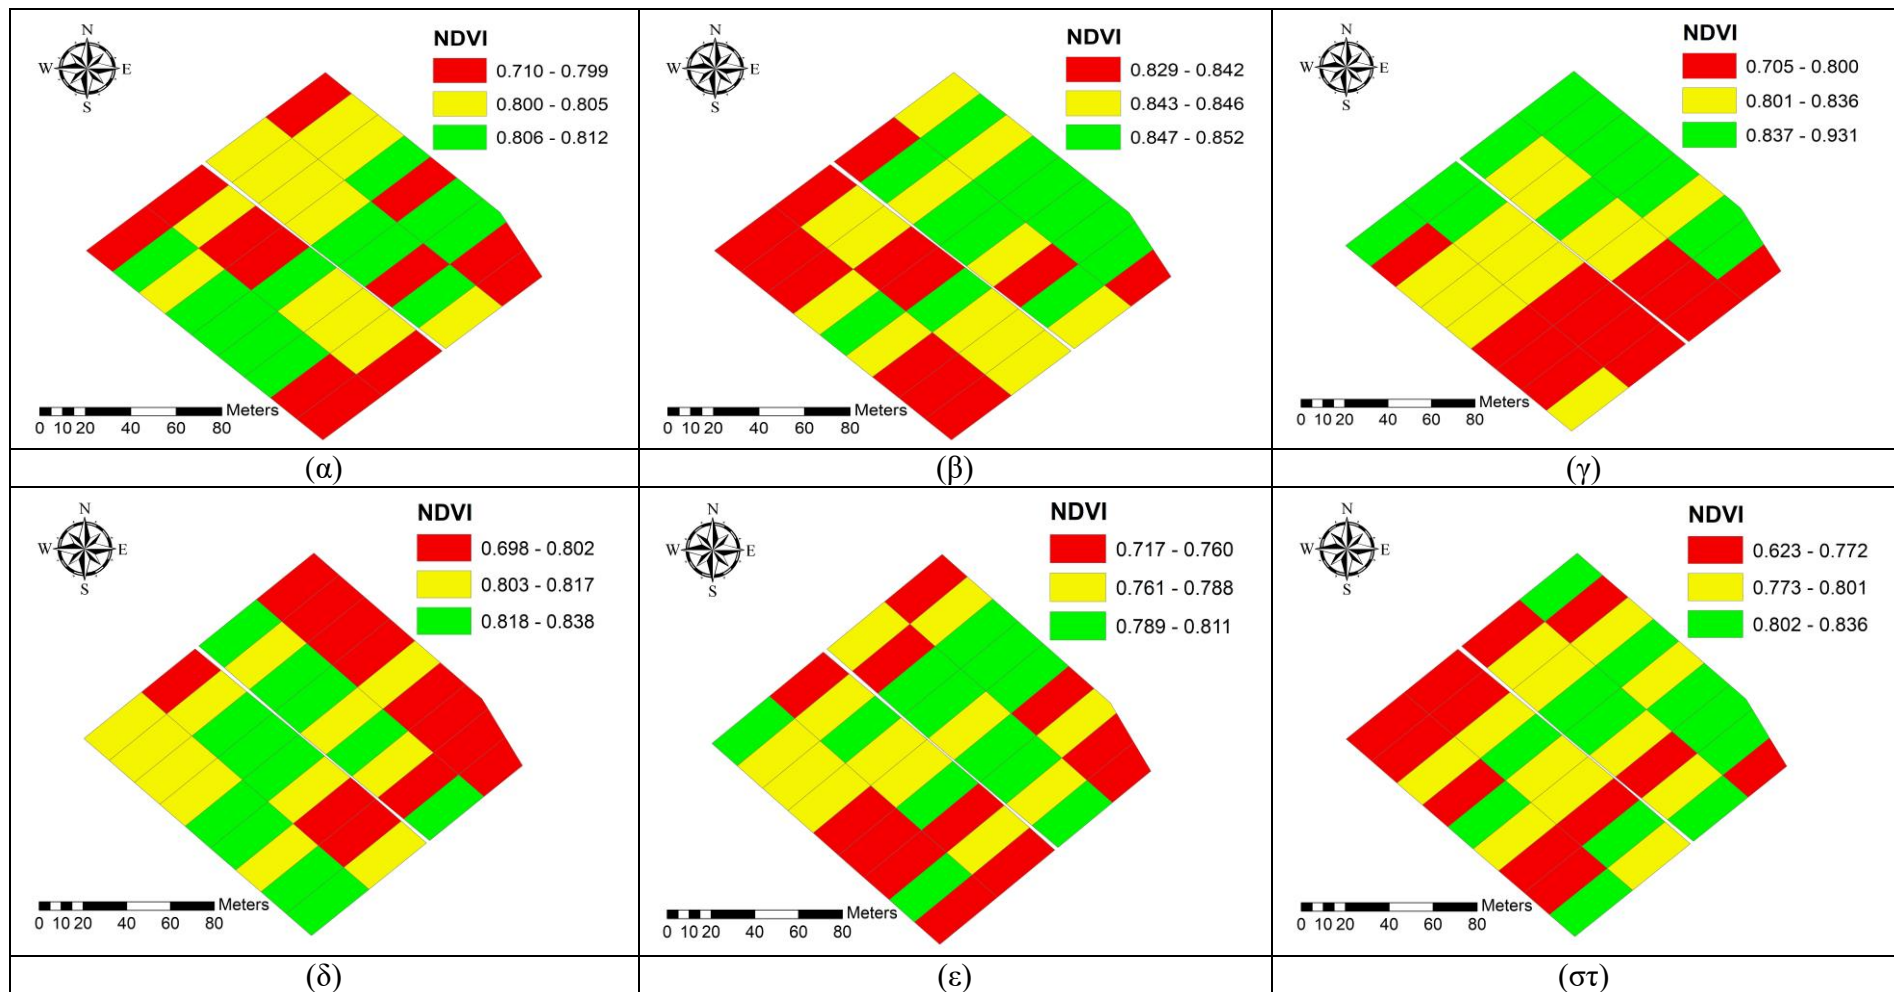 N
W E
S
NDVI
0.710 - 0.799
0.800 - 0.805
0.806 - 0.812
Meters
0 10 20 40 60 80
(α)
N
W E
S
NDVI
0.829 - 0.842
0.843 - 0.846
0.847 - 0.852
Meters
0 10 20 40 60 80
(β)
N
W E
S
NDVI
0.705 - 0.800
0.801 - 0.836
0.837 - 0.931
Meters
0 10 20 40 60 80
(γ)
N
W E
S
NDVI
0.698 - 0.802
0.803 - 0.817
0.818 - 0.838
Meters
0 10 20 40 60 80
(δ)
N
W E
S
NDVI
0.717 - 0.760
0.761 - 0.788
0.789 - 0.811
Meters
0 10 20 40 60 80
(ε)
N
W E
S
NDVI
0.623 - 0.772
0.773 - 0.801
0.802 - 0.836
Meters
0 10 20 40 60 80
(στ)